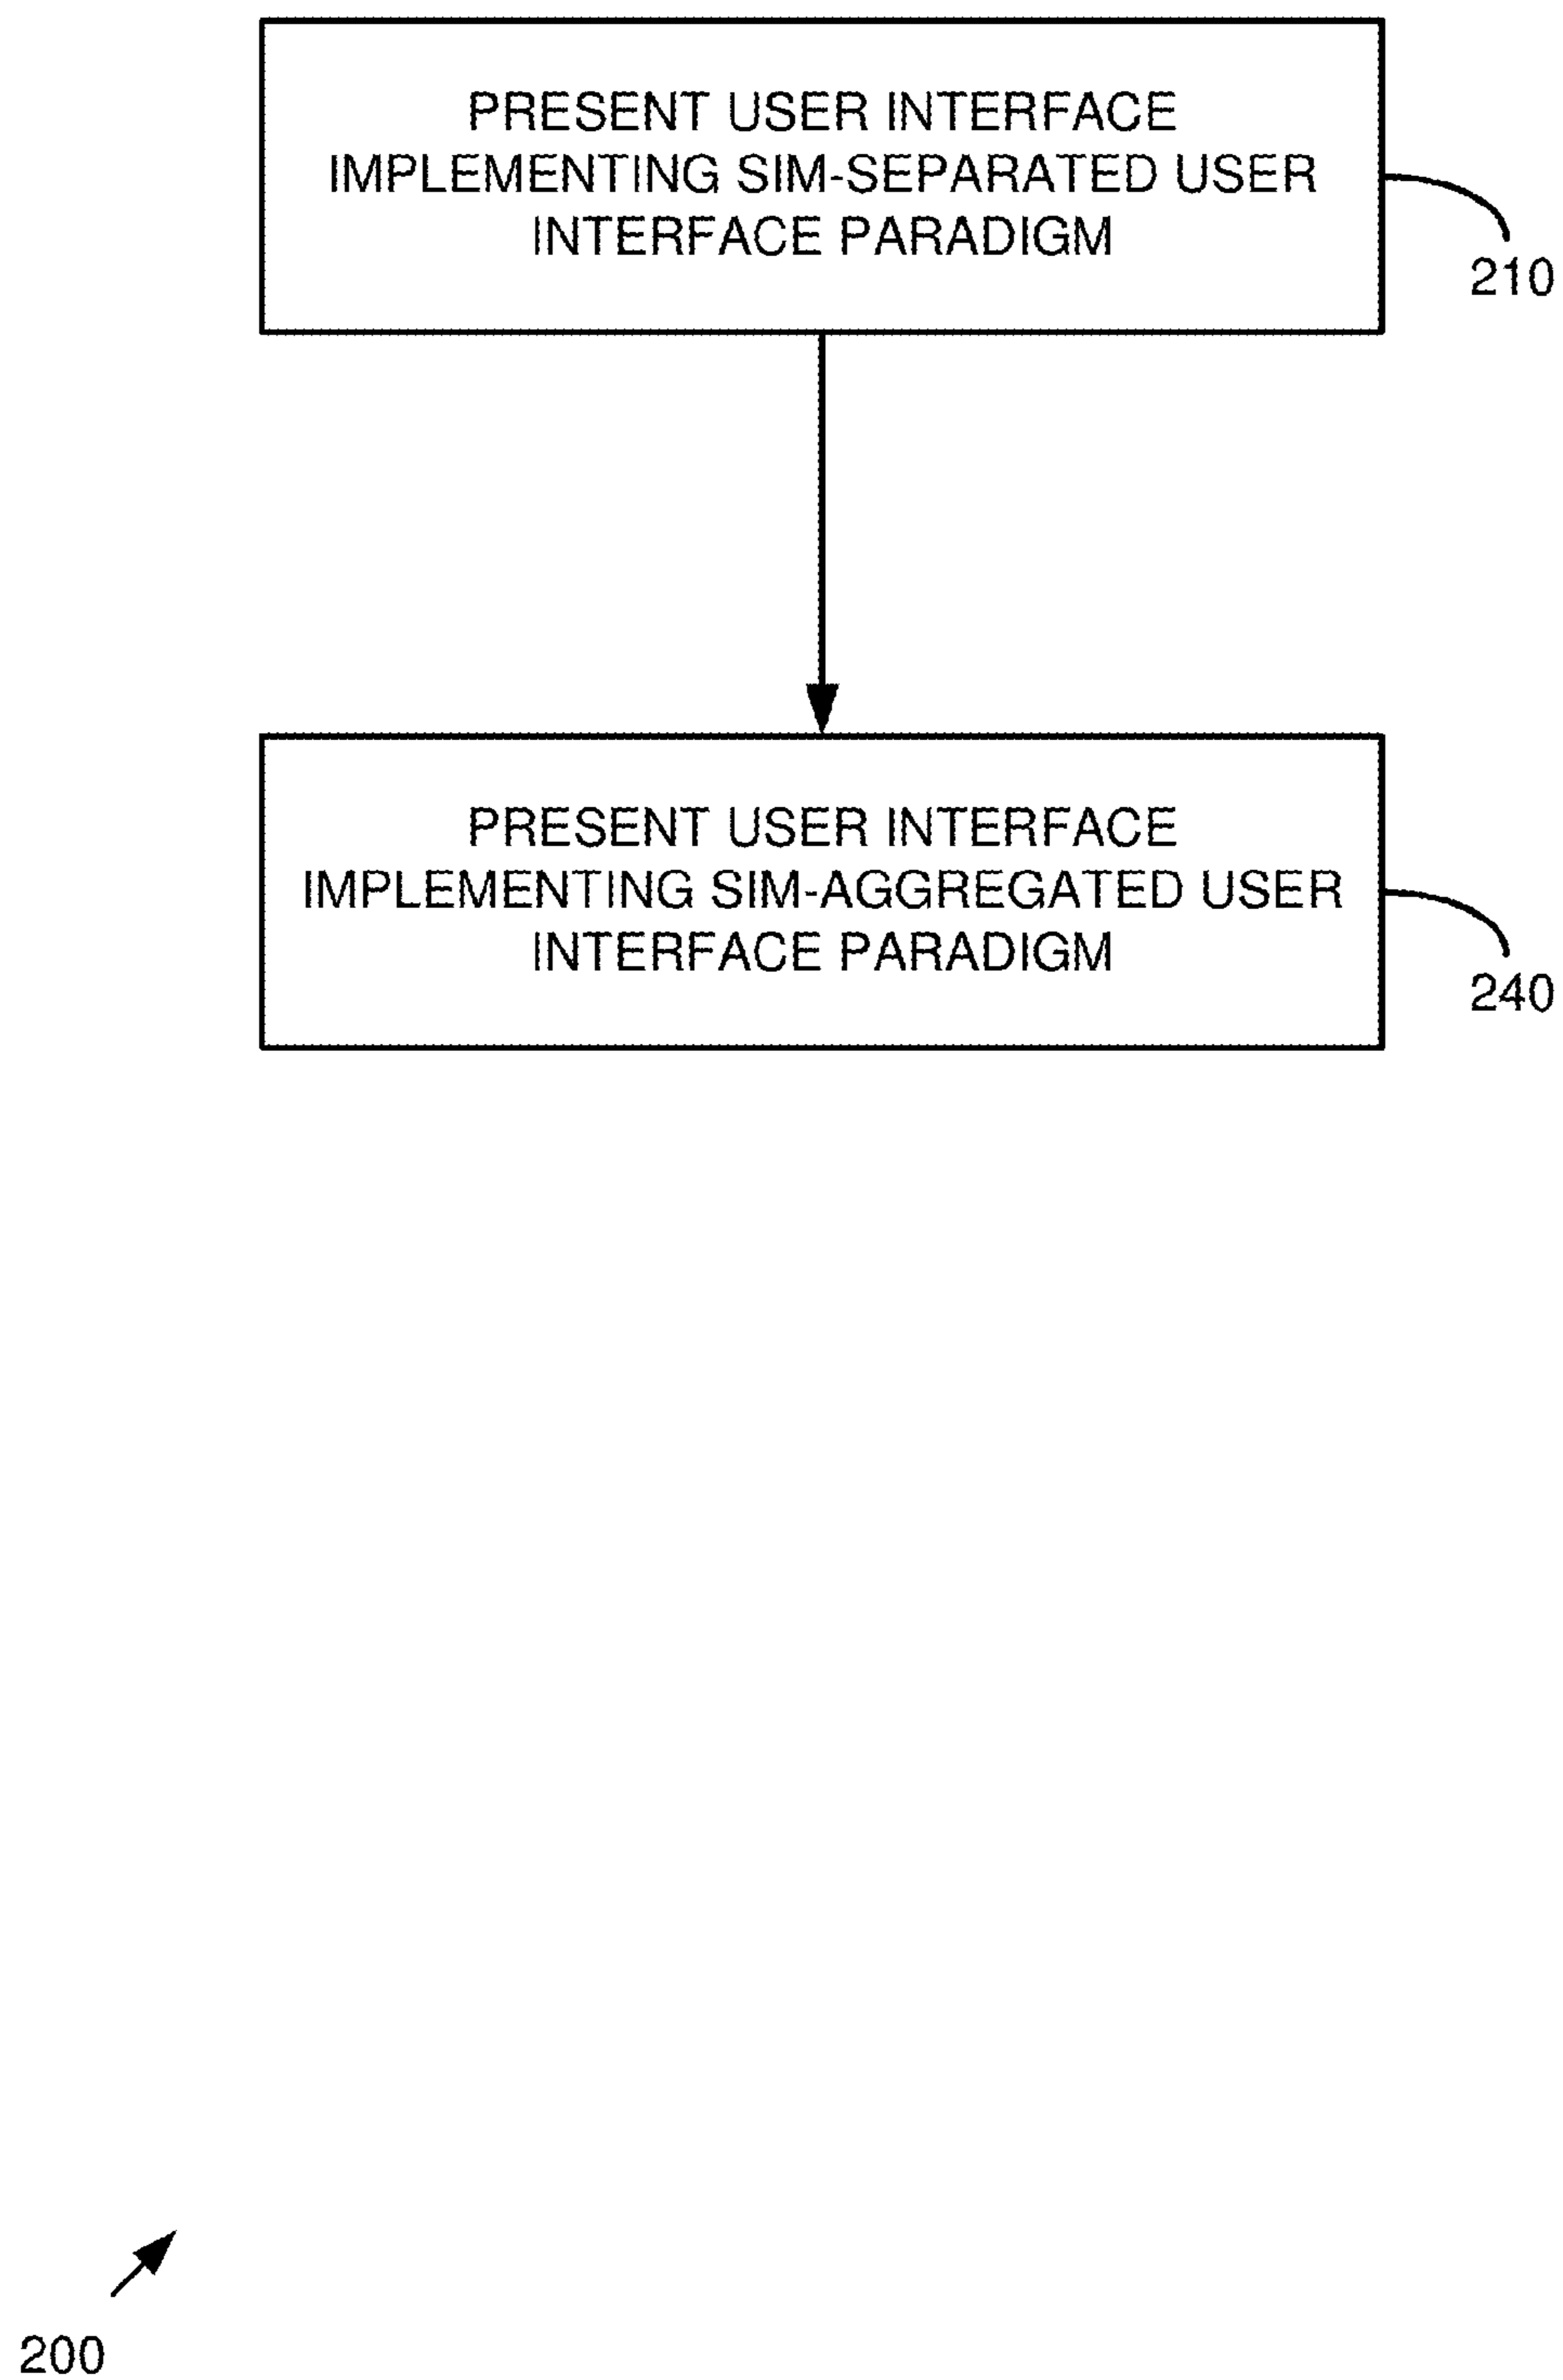 PRESENT USER INTERFACE
IMPLEMENTING SIM-SEPARATED USER
INTERFACE PARADIGM
210
PRESENT USER INTERFACE
IMPLEMENTING SIM-AGGREGATED USER
INTERFACE PARADIGM
240
200